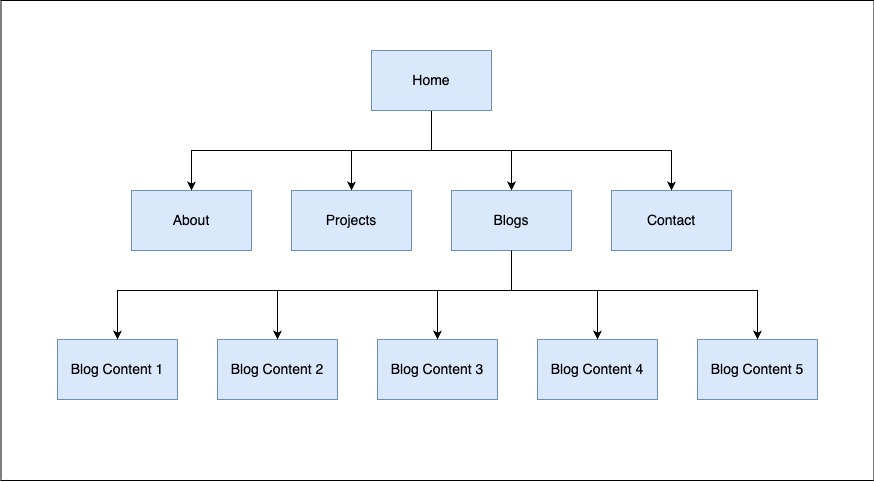 Home
About
Projects
Blogs
Contact
Blog Content 1
Blog Content 2
Blog Content 3
Blog Content 4
Blog Content 5